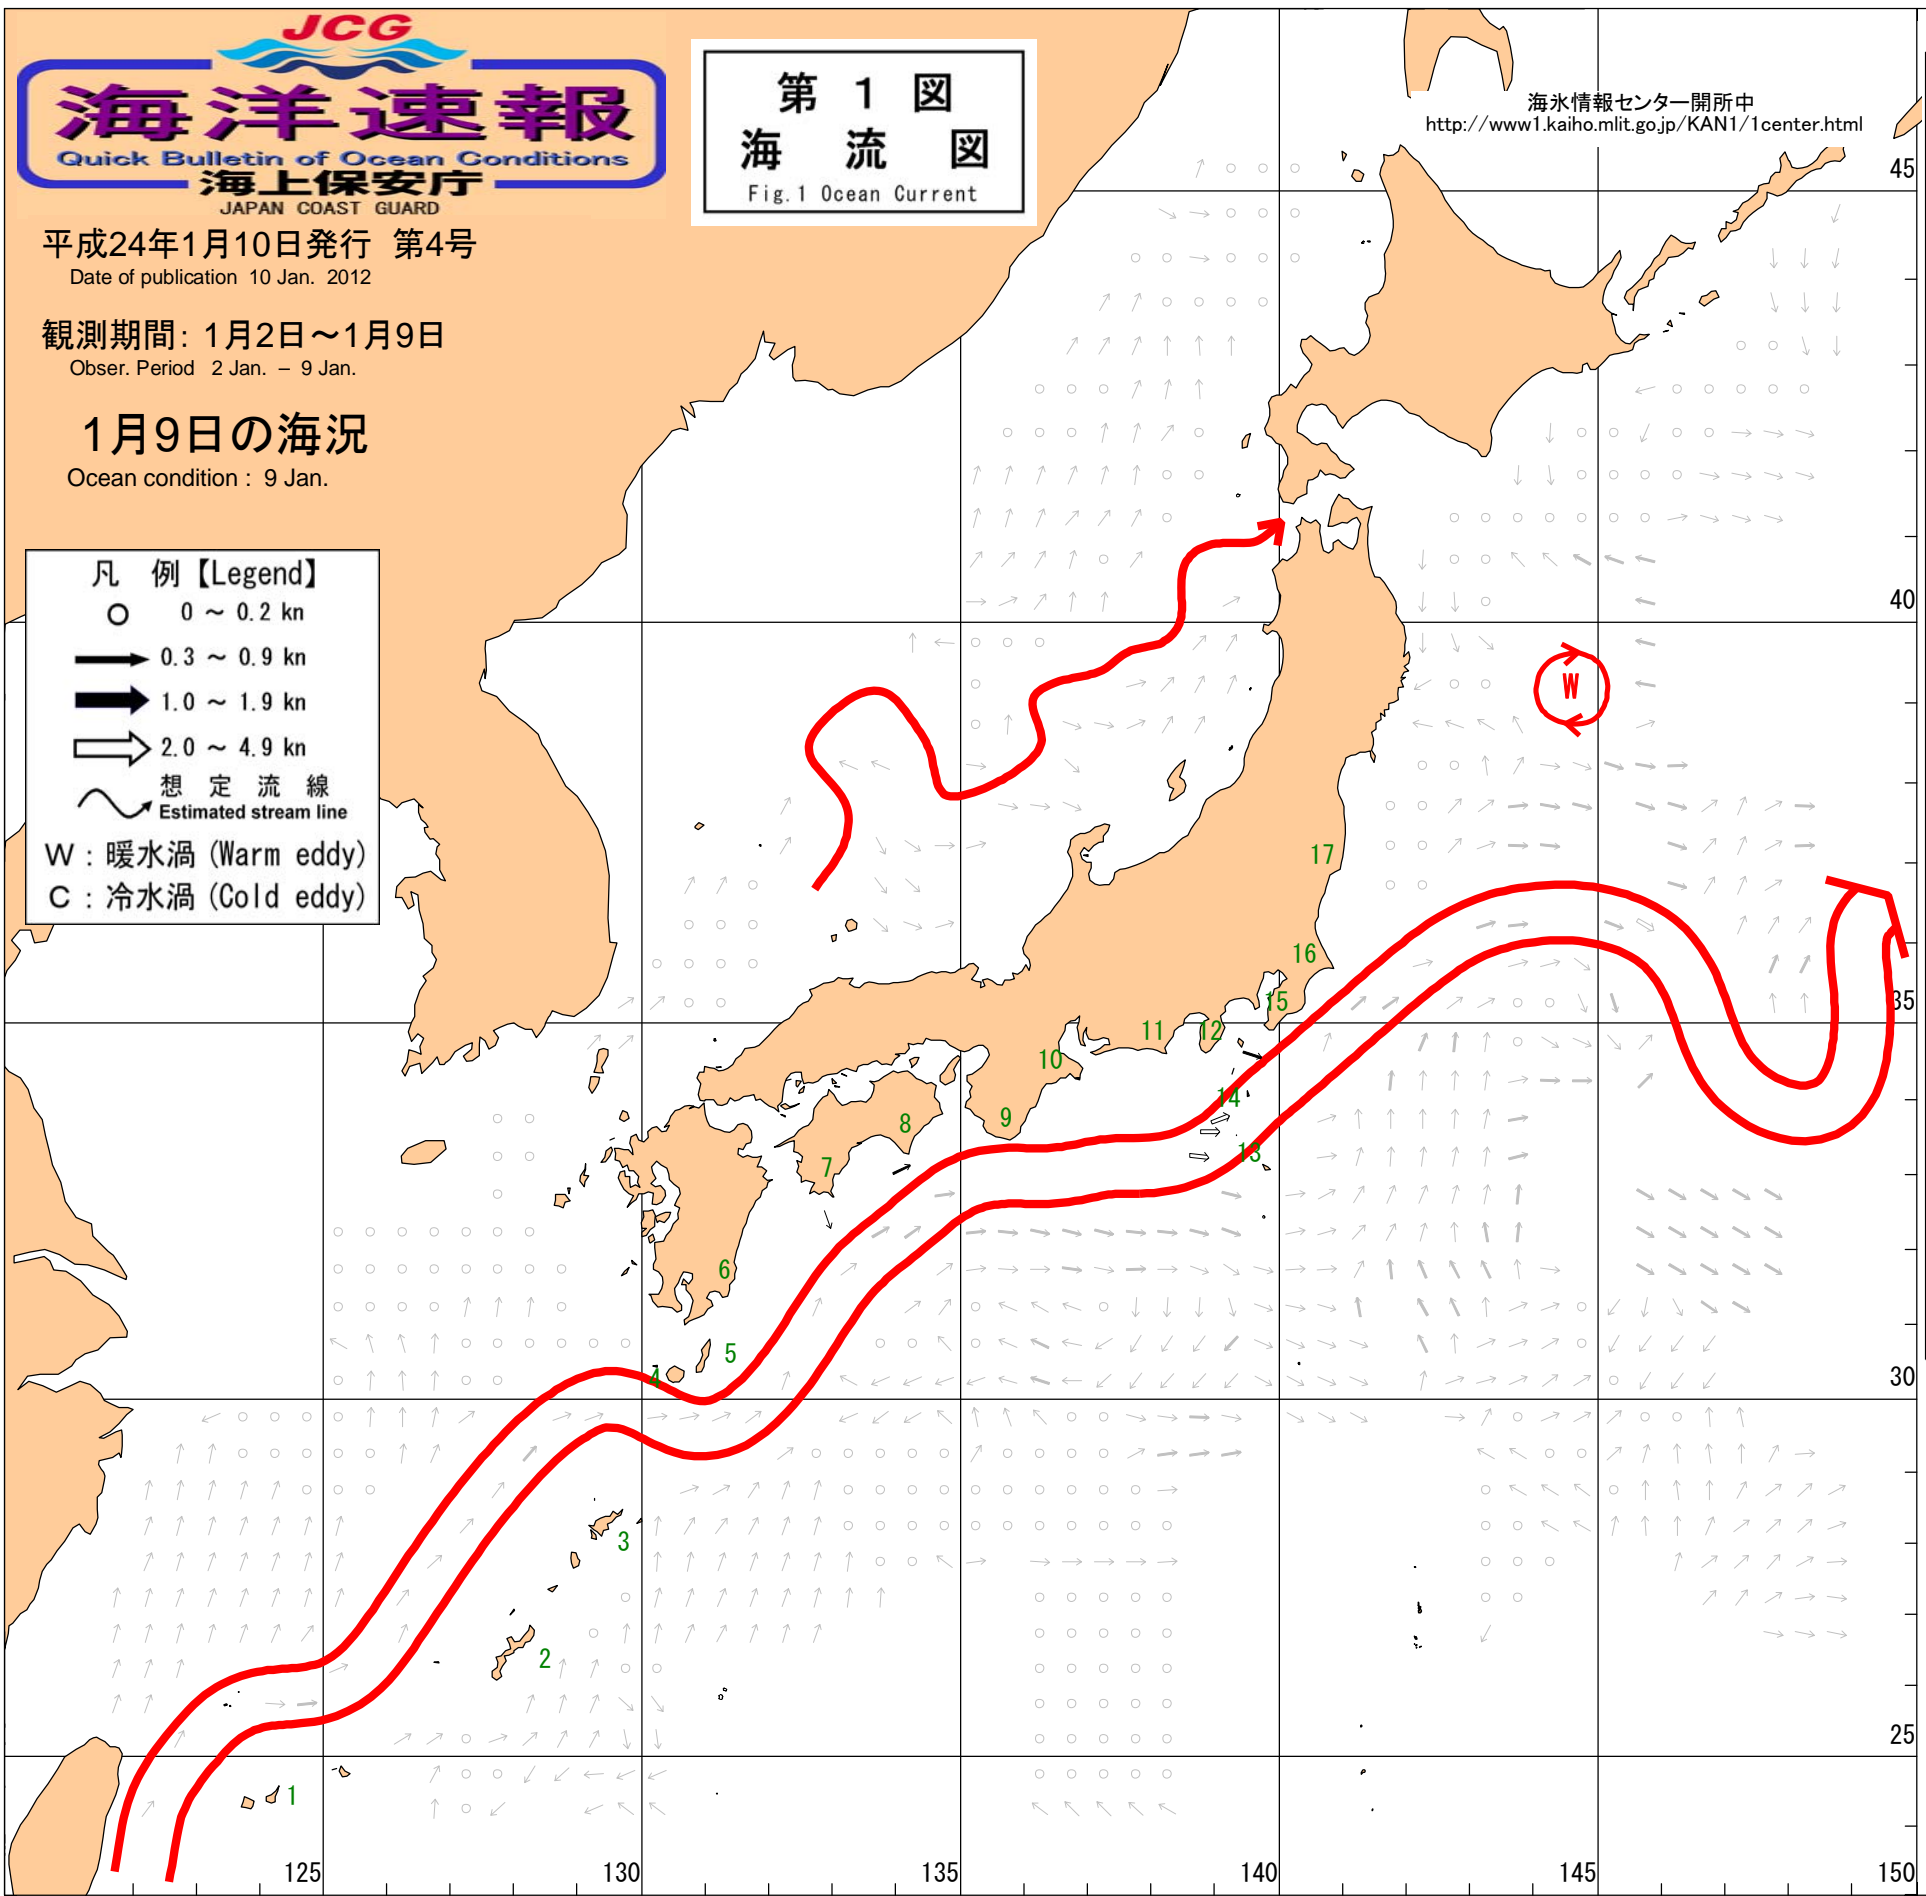 JCG
海洋速報
Quick Bulletin of Ocean Conditions
海上保安庁
JAPAN COAST GUARD
平成24年1月10日発行 第4号
Date of publication 10 Jan. 2012
観測期間: 1月2日～1月9日
Obser. Period 2 Jan. – 9 Jan.
1月9日の海況
Ocean condition : 9 Jan.
第 1 図
海 流 図
Fig.1 Ocean Current
海氷情報センター開所中
http://www1.kaiho.mlit.go.jp/KAN1/1center.html
凡 例【Legend】
0 ～ 0.2 kn
0.3 ～ 0.9 kn
1.0 ～ 1.9 kn
2.0 ～ 4.9 kn
想 定 流 線
Estimated stream line
W : 暖水渦 (Warm eddy)
C : 冷水渦 (Cold eddy)
45
40
W
17
16
15
35
11
12
10
14
9
8
13
7
6
5
4
30
3
2
25
1
125
130
135
140
145
150